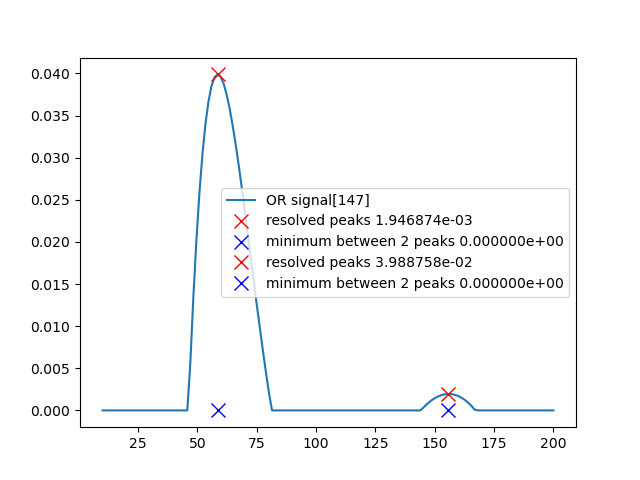 0.040
0.035
0.030
0.025
0.020
0.015
0.010
0.005
0.000
OR signal[147]
resolved peaks 1.946874e-03
minimum between 2 peaks 0.000000e+00
resolved peaks 3.988758e-02
minimum between 2 peaks 0.000000e+00
25 50 75 100 125 150 175 200